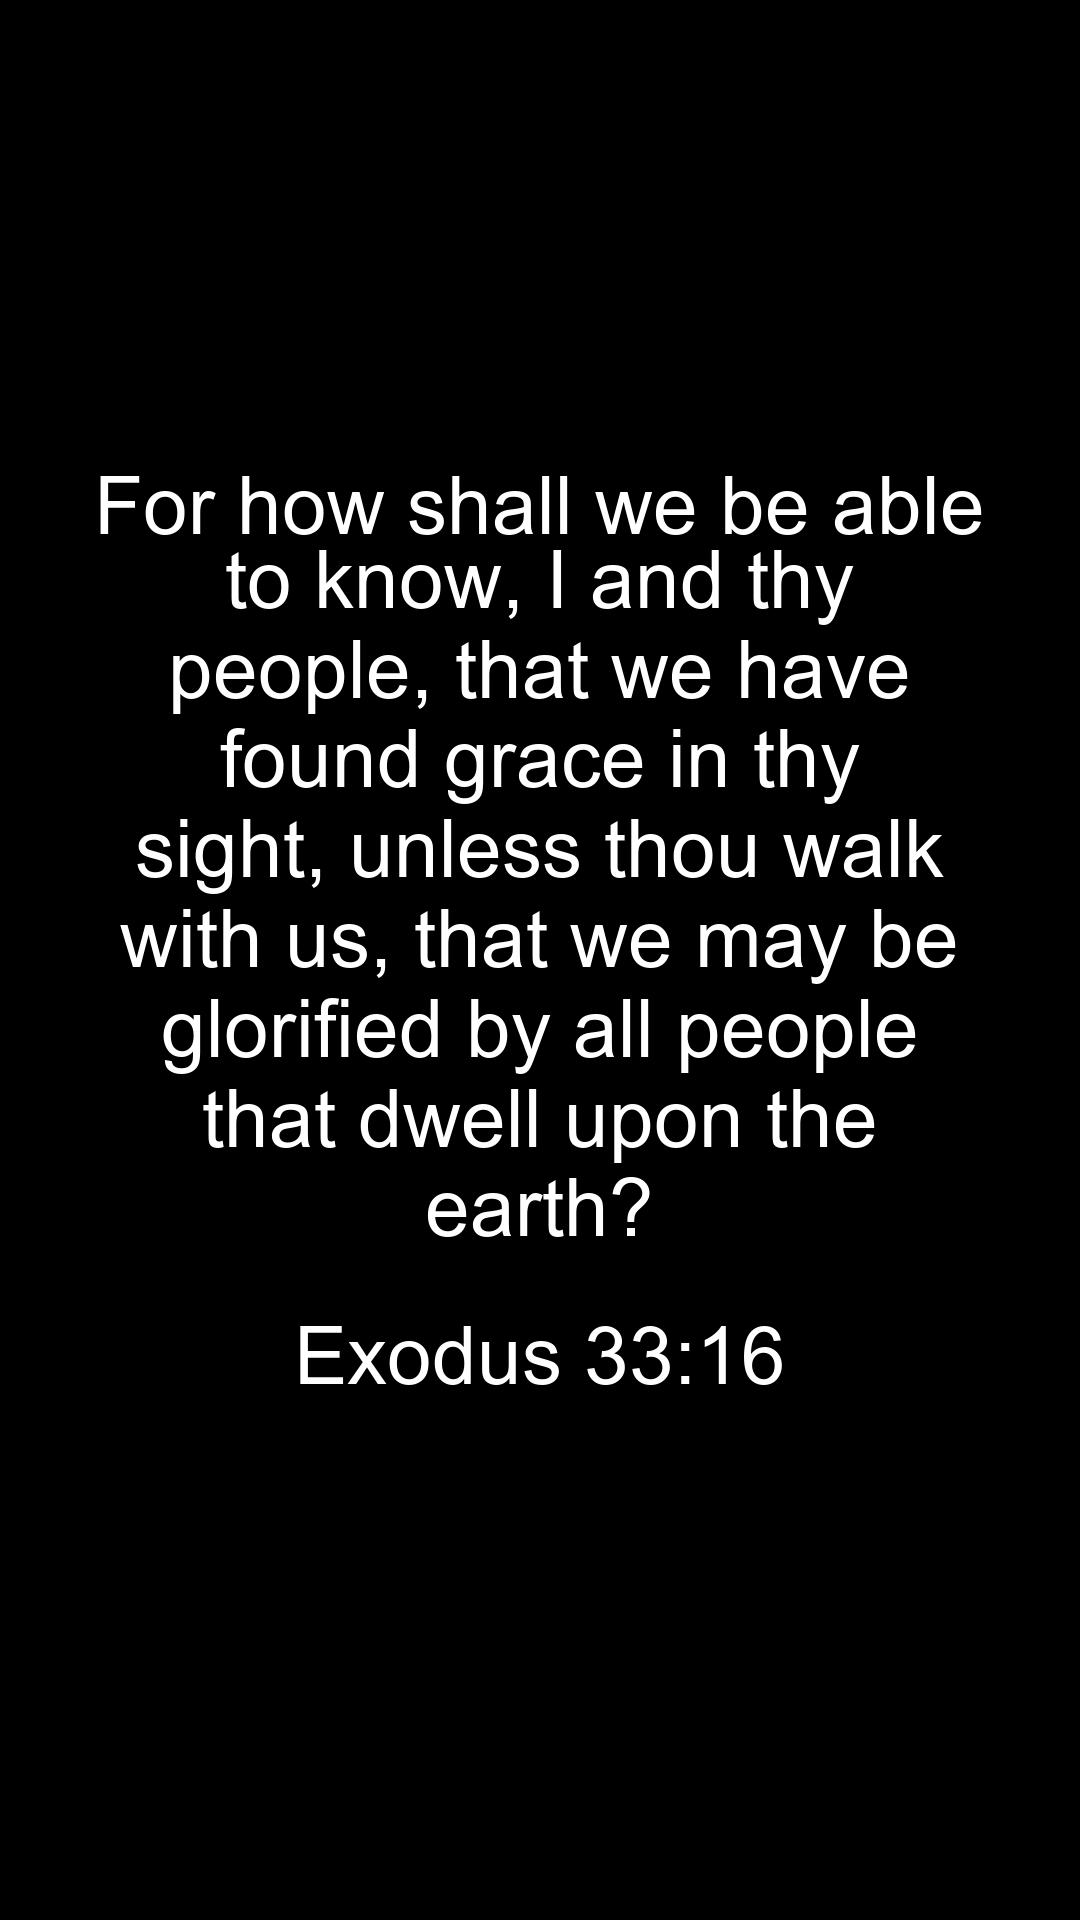 For how shall we be able
to know, I and thy
people, that we have
found grace in thy
sight, unless thou walk
with us, that we may be
glorified by all people
that dwell upon the
earth?
Exodus 33:16